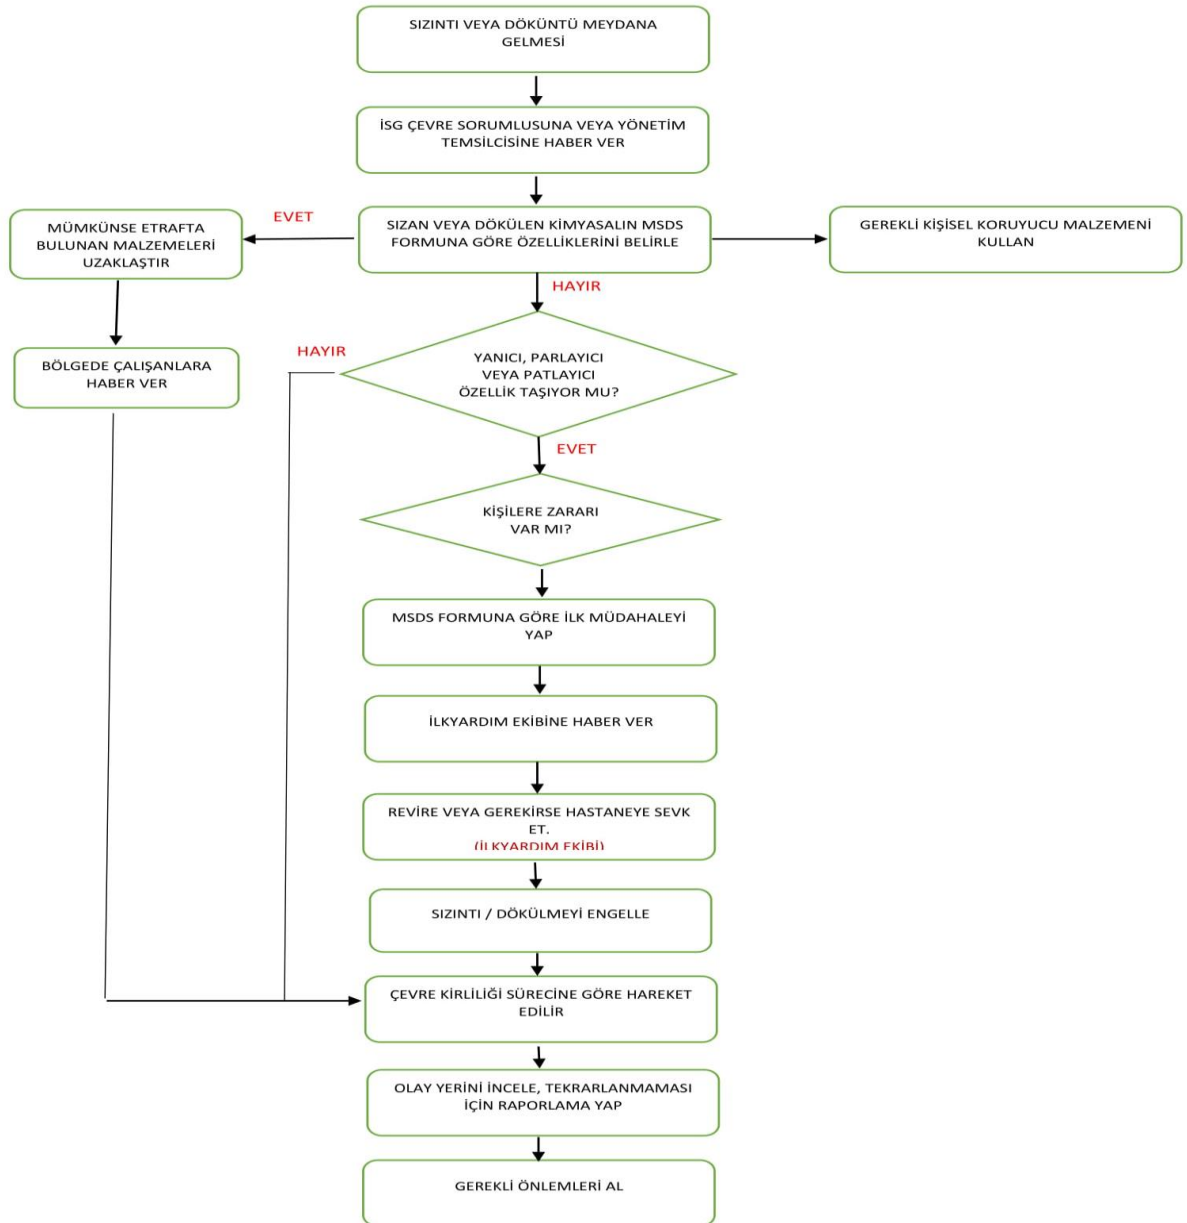 SIZINTI VEYA DÖKÜNTÜ MEYDANA
GELMESİ
İSG ÇEVRE SORUMLUSUNA VEYA YÖNETİM
TEMSİLCİSİNE HABER VER
EVET
MÜMKÜNSE ETRAFTA
BULUNAN MALZEMELERİ
UZAKLAŞTIR
SIZAN VEYA DÖKÜLEN KİMYASALIN MSDS
FORMUNA GÖRE ÖZELLİKLERİNİ BELİRLE
GEREKLİ KİŞİSEL KORUYUCU MALZEMENİ
KULLAN
HAYIR
BÖLGEDE ÇALIŞANLARA
HABER VER
HAYIR
YANICI, PARLAYICI
VEYA PATLAYICI
ÖZELLİK TAŞIYOR MU?
EVET
KİŞİLERE ZARARI
VAR MI?
MSDS FORMUNA GÖRE İLK MÜDAHALEYİ
YAP
İLKYARDIM EKİBİNE HABER VER
REVİRE VEYA GEREKİRSE HASTANEYE SEVK
ET.
(İLKYARDIM EKİBİ)
SIZINTI / DÖKÜLMEYİ ENGELLE
ÇEVRE KİRLİLİĞİ SÜRECİNE GÖRE HAREKET
EDİLİR
OLAY YERİNİ İNCELE, TEKRARLANMAMASI
İÇİN RAPORLAMA YAP
GEREKLİ ÖNLEMLERİ AL